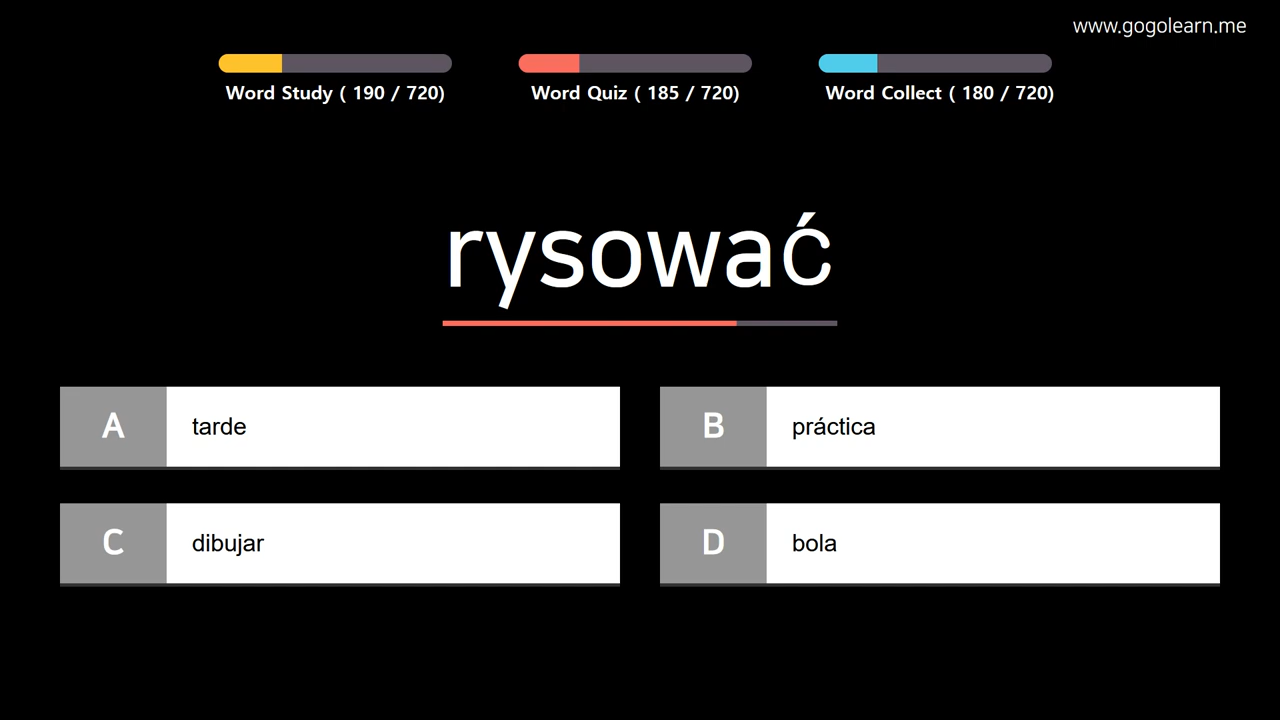 www.gogolearn.me
Word Study ( 190 / 720)
Word Quiz ( 185 / 720)
Word Collect ( 180 / 720)
rysować
A tarde
B práctica
C dibujar
D bola